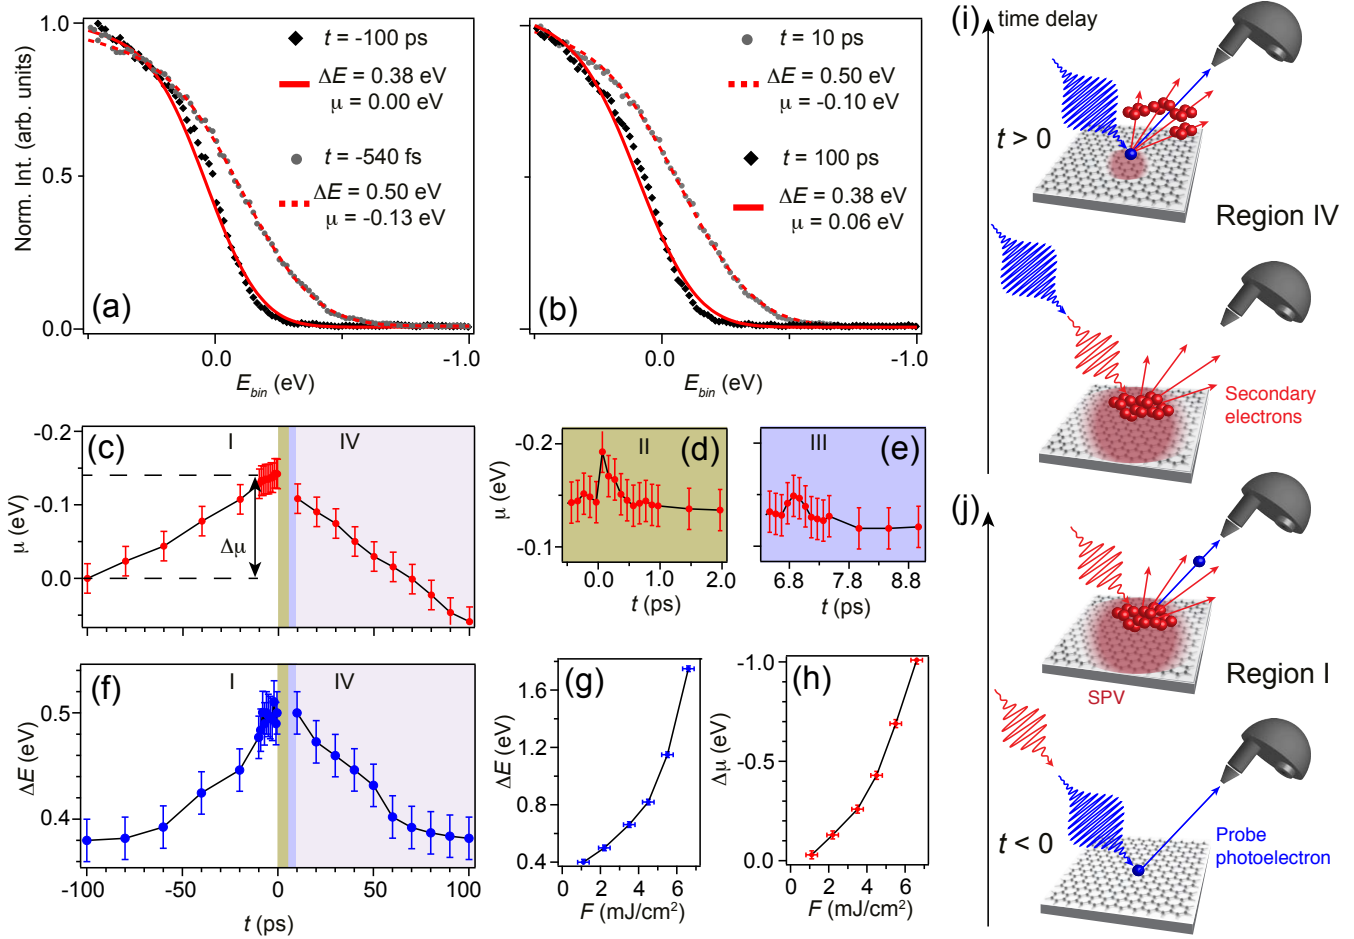 1.0
0.5
0.0
Norm. Int. (arb. units)
t = -100 ps
ΔE = 0.38 eV
μ = 0.00 eV
t = -540 fs
ΔE = 0.50 eV
μ = -0.13 eV
(a)
0.0
-1.0
E_bin (eV)
t = 10 ps
ΔE = 0.50 eV
μ = -0.10 eV
t = 100 ps
ΔE = 0.38 eV
μ = 0.06 eV
(b)
0.0
-1.0
E_bin (eV)
-0.2
-0.1
0.0
μ (eV)
I
IV
(c)
Δμ
-0.2
-0.1
μ (eV)
II
(d)
0.0
1.0
2.0
t (ps)
III
(e)
6.8
7.8
8.8
t (ps)
0.5
0.4
ΔE (eV)
(f)
I
IV
-100
-50
0
50
100
t (ps)
1.6
1.2
0.8
0.4
ΔE (eV)
(g)
0
2
4
6
F (mJ/cm²)
-1.0
-0.6
-0.2
0.0
Δμ (eV)
(h)
0
2
4
6
F (mJ/cm²)
(i)
time delay
t > 0
Region IV
Secondary
electrons
(j)
Region I
SPV
t < 0
Probe
photoelectron